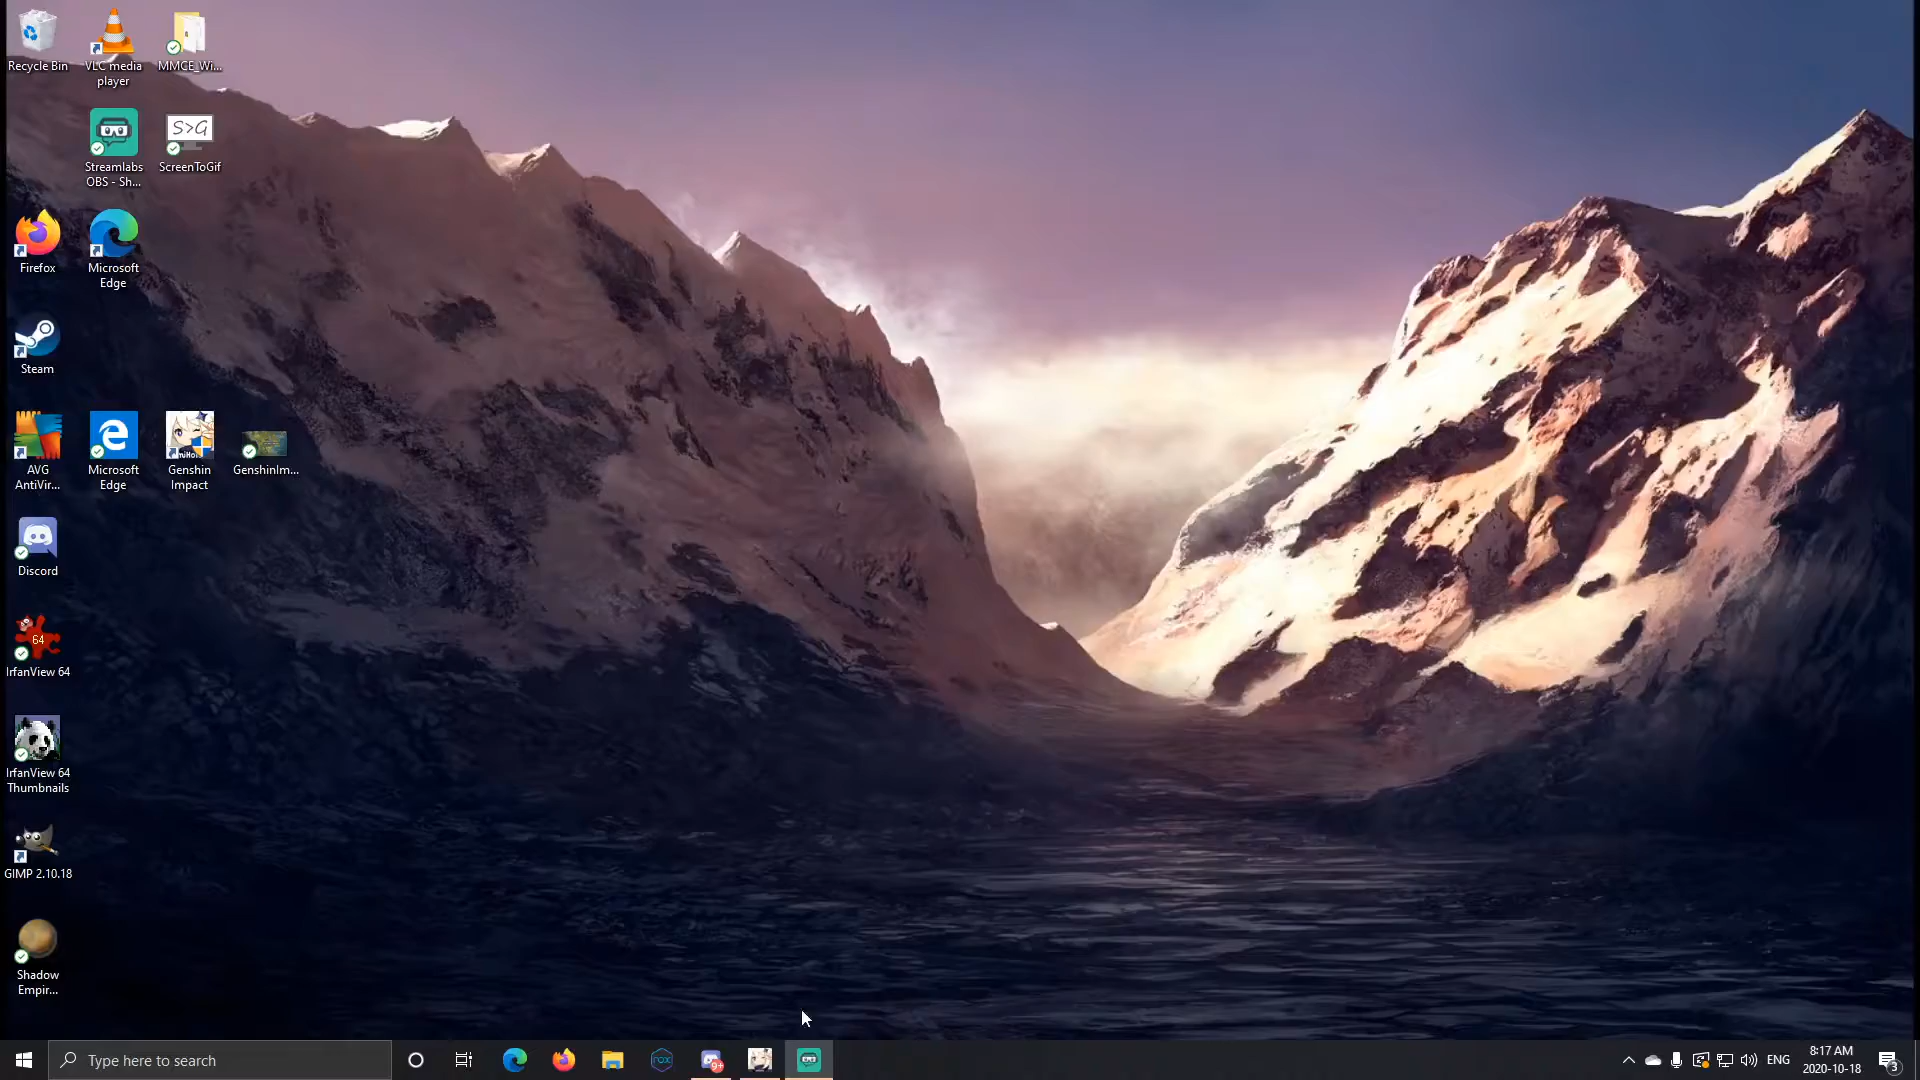 Recycle Bin
VLC media
player
MMCE_Wi...
Streamlabs
OBS - Sh...
S>G
ScreenToGif
Firefox
Microsoft
Edge
Steam
AVG
AntiVir...
Microsoft
Edge
Genshin
Impact
GenshinIm...
Discord
64
IrfanView 64
IrfanView 64
Thumbnails
GIMP 2.10.18
Shadow
Empir...
Type here to search
9+
ENG
8:17 AM
2020-10-18
3